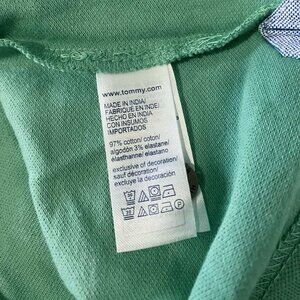 www.tommy.com
MADE IN INDIA/
FABRIQUE EN INDE/
HECHO EN INDIA
CON INSUMOS
IMPORTADOS
97% cotton/ coton/
algodón 3% elastane/
élasthanne/ elastano
exclusive of decoration/
sauf décoration/
excluye la decoración